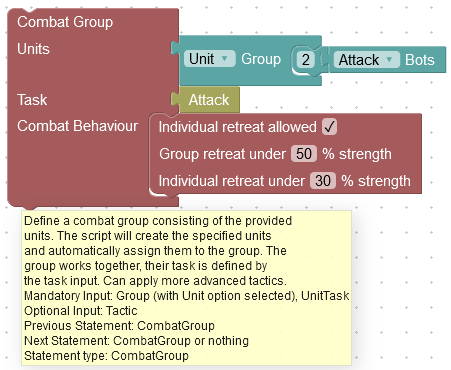 Combat Group
Units
Unit ▾ Group 2 Attack ▾ Bots
Task Attack
Combat Behaviour Individual retreat allowed ✓
Group retreat under 50 % strength
Individual retreat under 30 % strength
Define a combat group consisting of the provided
units. The script will create the specified units
and automatically assign them to the group. The
group works together, their task is defined by
the task input. Can apply more advanced tactics.
Mandatory Input: Group (with Unit option selected), UnitTask
Optional Input: Tactic
Previous Statement: CombatGroup
Next Statement: CombatGroup or nothing
Statement type: CombatGroup